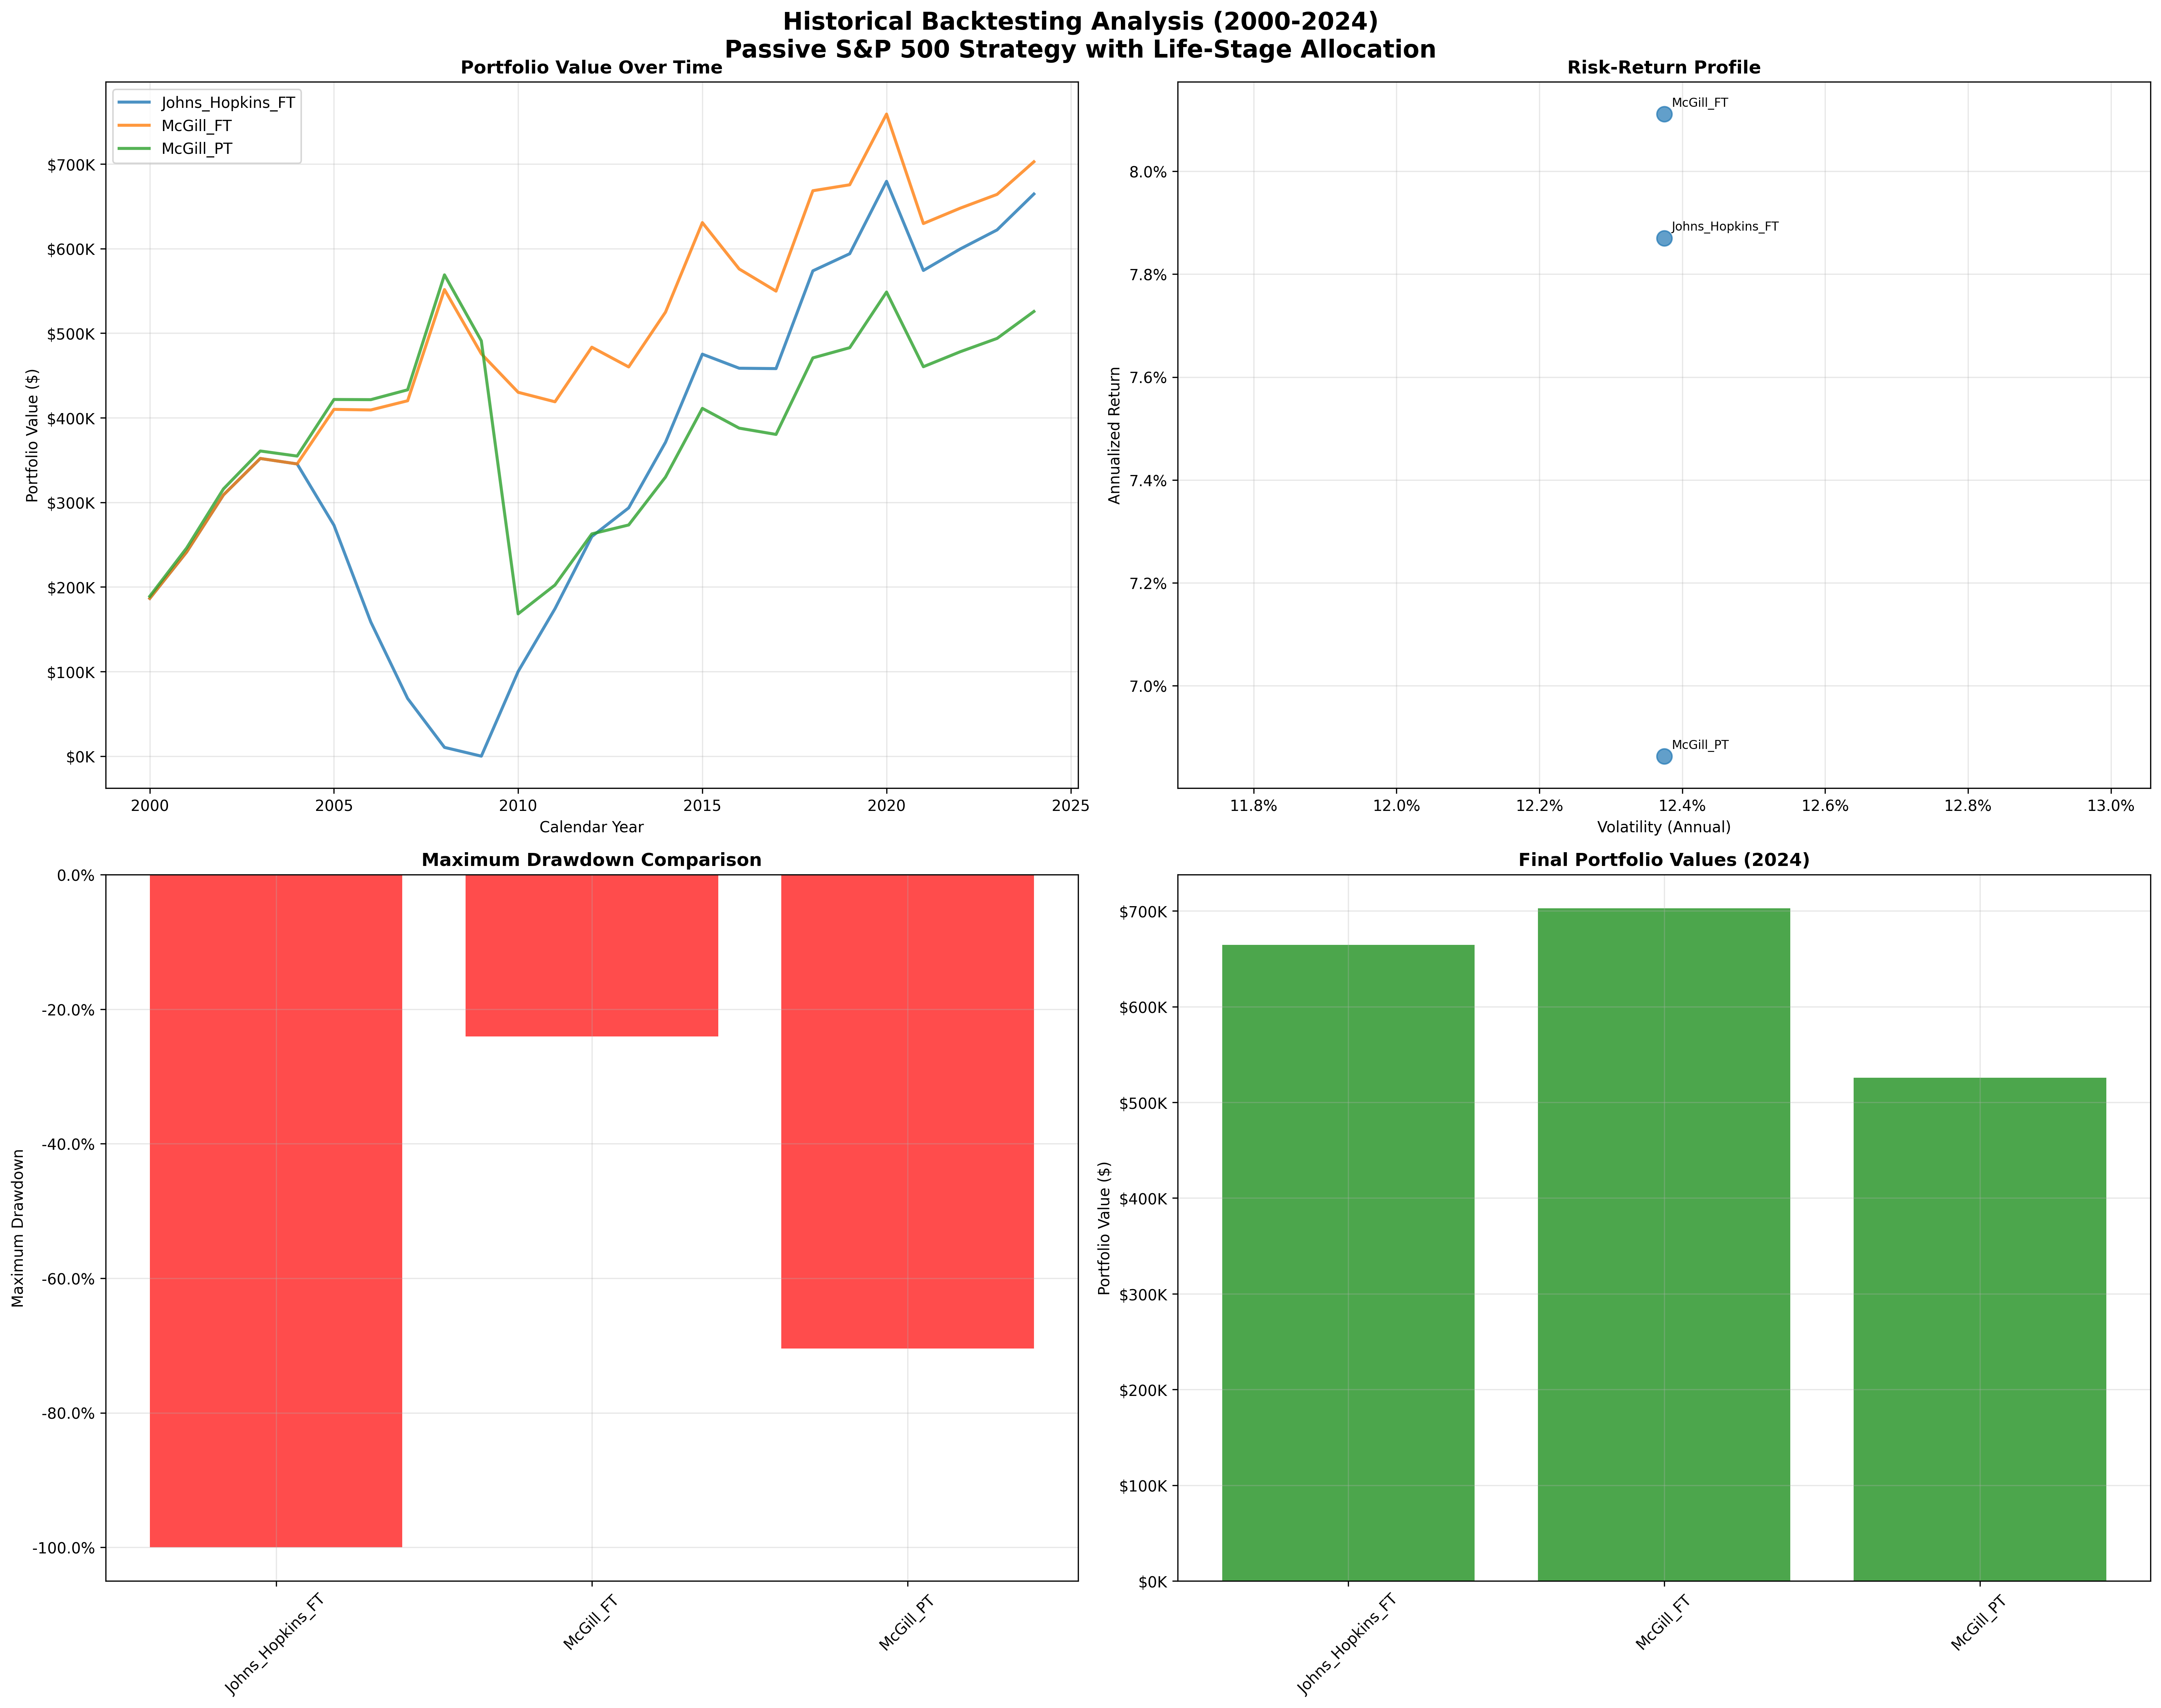 Historical Backtesting Analysis (2000-2024)
Passive S&P 500 Strategy with Life-Stage Allocation
Portfolio Value Over Time
Johns_Hopkins_FT
McGill_FT
McGill_PT
$700K
$600K
$500K
$400K
$300K
$200K
$100K
$0K
Portfolio Value ($)
2000
2005
2010
2015
2020
2025
Calendar Year
Risk-Return Profile
McGill_FT
Johns_Hopkins_FT
McGill_PT
8.0%
7.8%
7.6%
7.4%
7.2%
7.0%
Annualized Return
11.8%
12.0%
12.2%
12.4%
12.6%
12.8%
13.0%
Volatility (Annual)
Maximum Drawdown Comparison
0.0%
-20.0%
-40.0%
-60.0%
-80.0%
-100.0%
Maximum Drawdown
Johns_Hopkins_FT
McGill_FT
McGill_PT
Final Portfolio Values (2024)
$700K
$600K
$500K
$400K
$300K
$200K
$100K
$0K
Portfolio Value ($)
Johns_Hopkins_FT
McGill_FT
McGill_PT